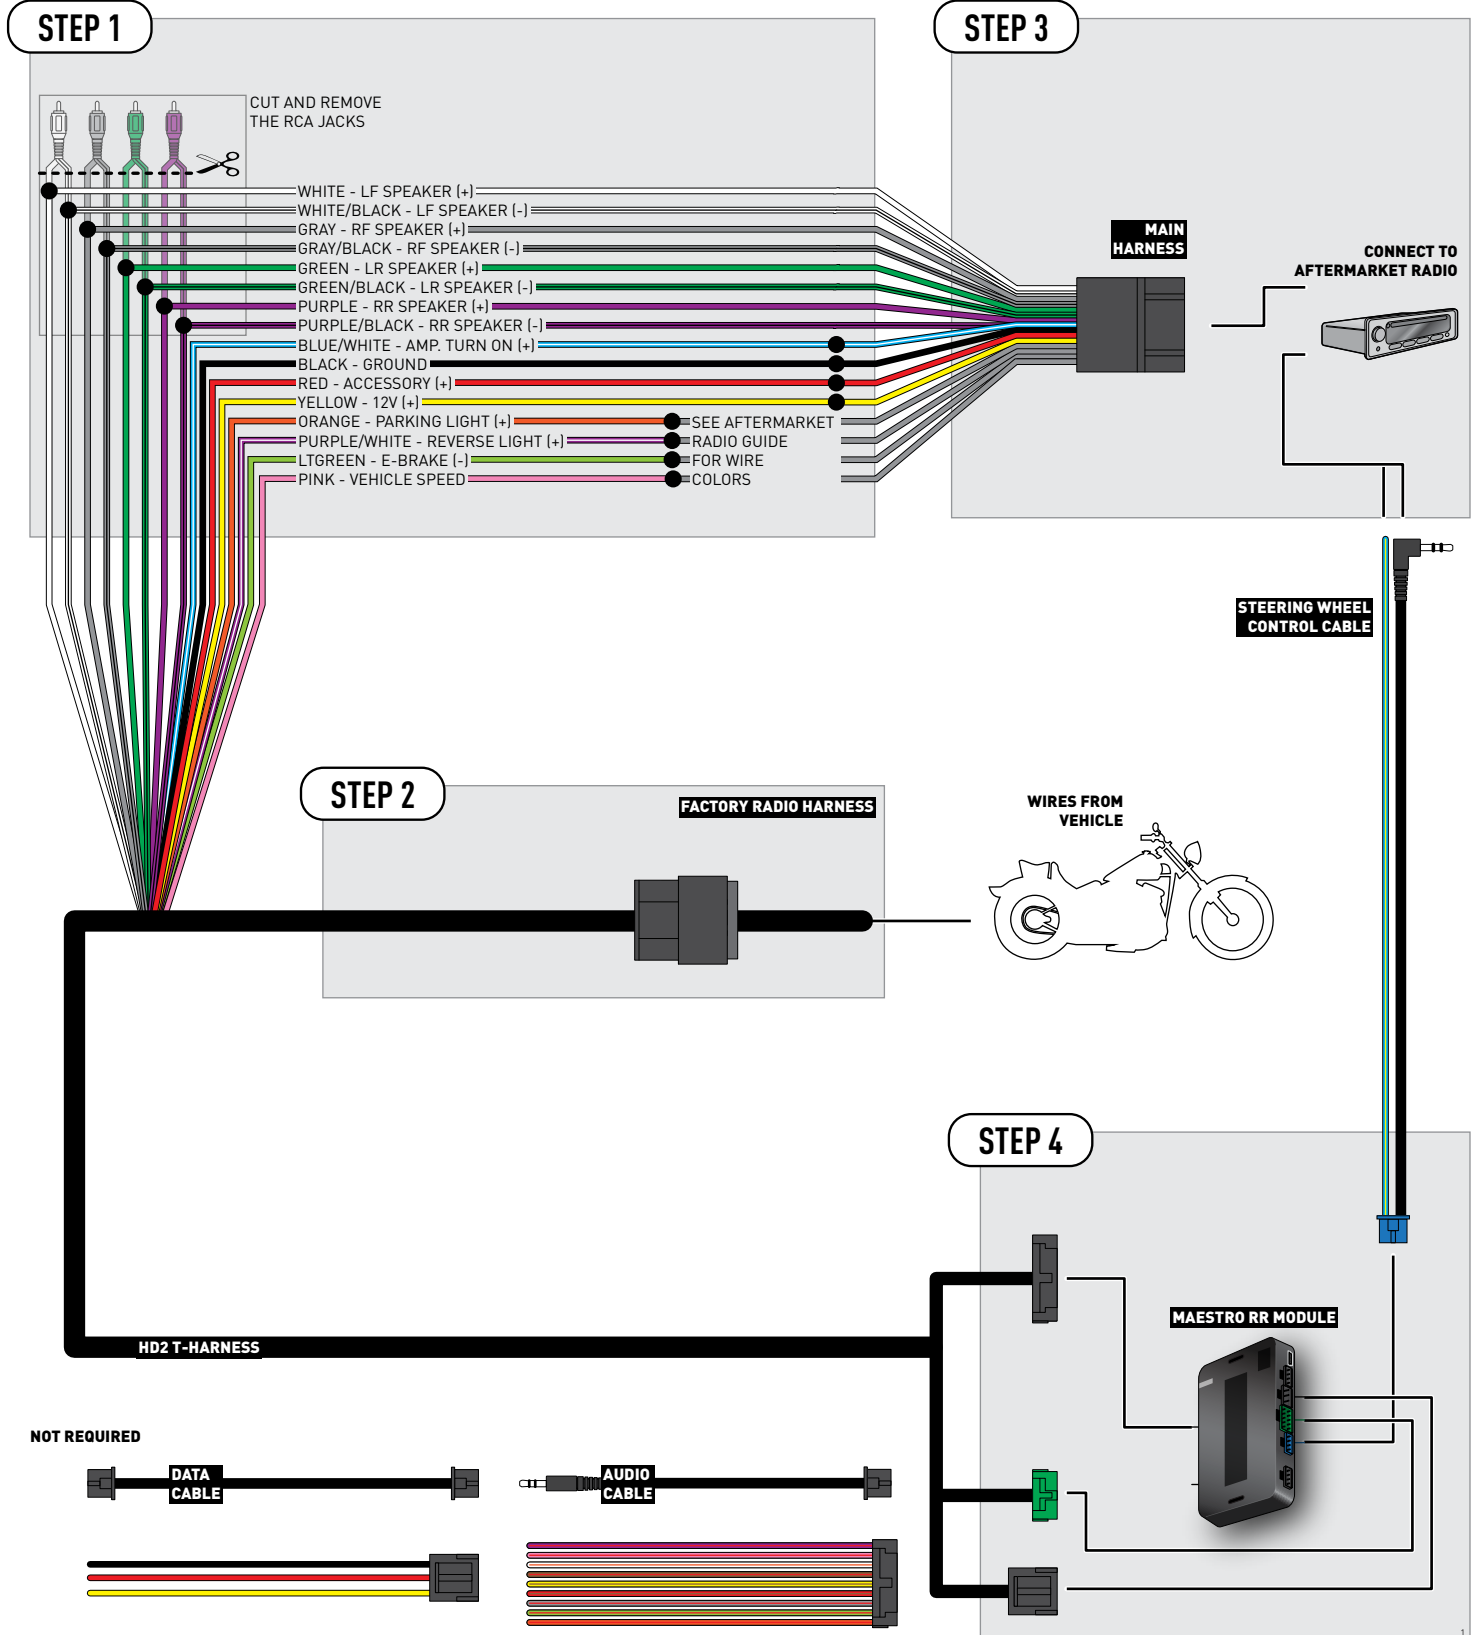 STEP 1
CUT AND REMOVE
THE RCA JACKS
WHITE - LF SPEAKER (+)
WHITE/BLACK - LF SPEAKER (-)
GRAY - RF SPEAKER (+)
GRAY/BLACK - RF SPEAKER (-)
GREEN - LR SPEAKER (+)
GREEN/BLACK - LR SPEAKER (-)
PURPLE - RR SPEAKER (+)
PURPLE/BLACK - RR SPEAKER (-)
BLUE/WHITE - AMP. TURN ON (+)
BLACK - GROUND
RED - ACCESSORY (+)
YELLOW - 12V (+)
ORANGE - PARKING LIGHT (+)
PURPLE/WHITE - REVERSE LIGHT (+)
LTGREEN - E-BRAKE (-)
PINK - VEHICLE SPEED
SEE AFTERMARKET
RADIO GUIDE
FOR WIRE
COLORS
STEP 3
MAIN
HARNESS
CONNECT TO
AFTERMARKET RADIO
STEERING WHEEL
CONTROL CABLE
STEP 2
FACTORY RADIO HARNESS
WIRES FROM
VEHICLE
STEP 4
MAESTRO RR MODULE
HD2 T-HARNESS
NOT REQUIRED
DATA
CABLE
AUDIO
CABLE
1